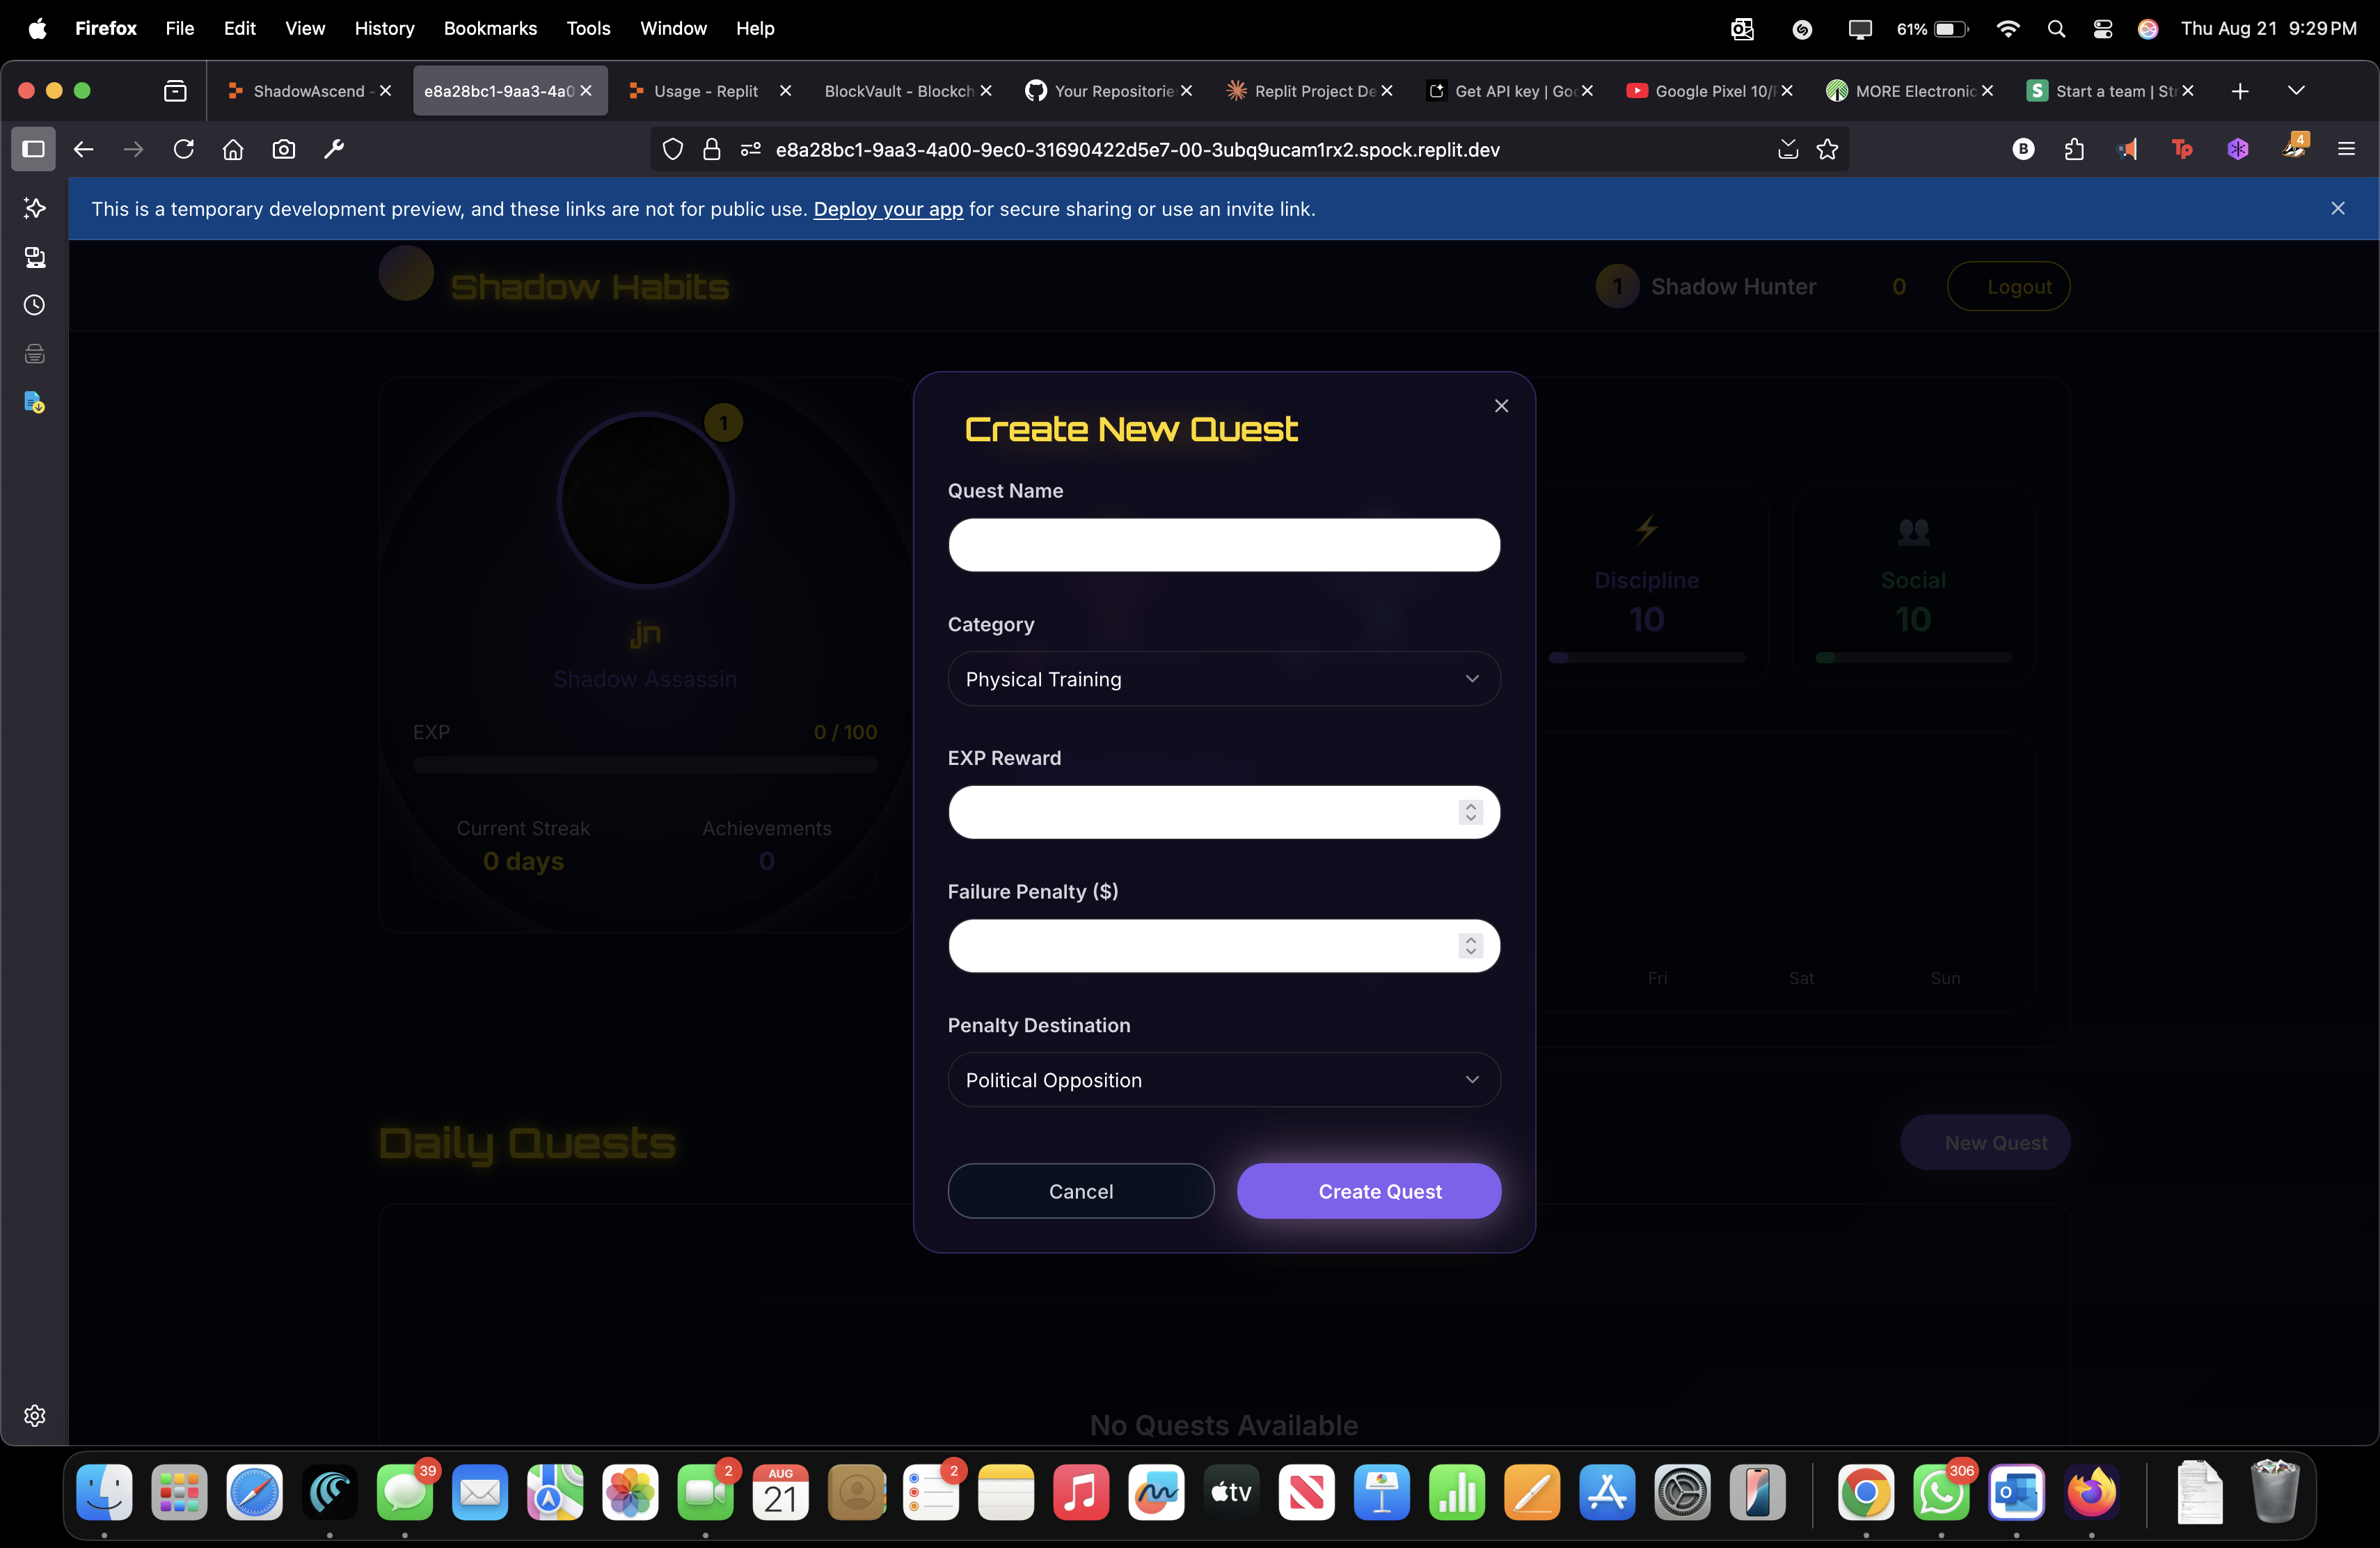 Firefox File Edit View History Bookmarks Tools Window Help 61% Thu Aug 21 9:29 PM
ShadowAscend - e8a28bc1-9aa3-4a0 Usage - Replit BlockVault - Blockch Your Repositorie Replit Project De Get API key | Goo Google Pixel 10/ MORE Electronic S Start a team | Str
e8a28bc1-9aa3-4a00-9ec0-31690422d5e7-00-3ubq9ucam1rx2.spock.replit.dev B Tp 4
This is a temporary development preview, and these links are not for public use. Deploy your app for secure sharing or use an invite link.
Shadow Habits 1 Shadow Hunter 0 Logout
1
jn
Shadow Assassin
EXP 0 / 100
Current Streak Achievements
0 days 0
Create New Quest
Quest Name
Category
Physical Training
EXP Reward
Failure Penalty ($)
Penalty Destination
Political Opposition
Cancel Create Quest
Discipline Social
10 10
Fri Sat Sun
Daily Quests New Quest
No Quests Available
39 2 AUG 21 2 tv 306